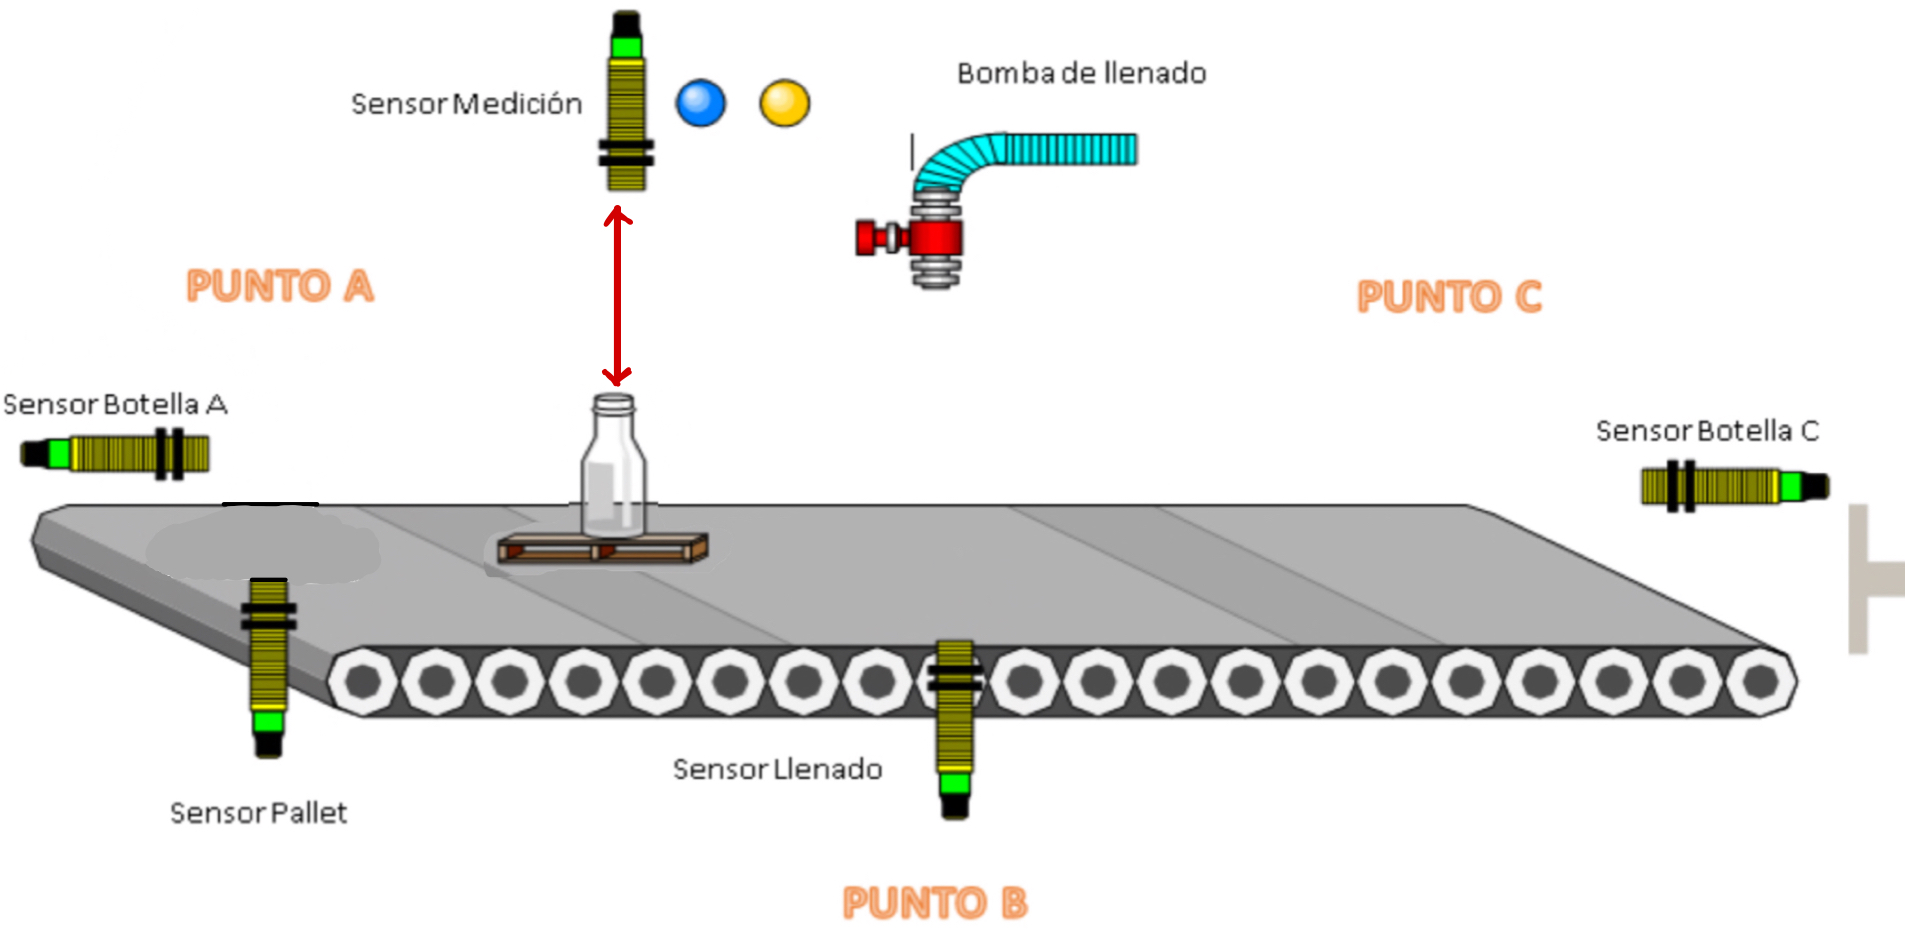 Bomba de llenado
Sensor Medición
PUNTO A
PUNTO C
Sensor Botella A
Sensor Botella C
Sensor Llenado
Sensor Pallet
PUNTO B